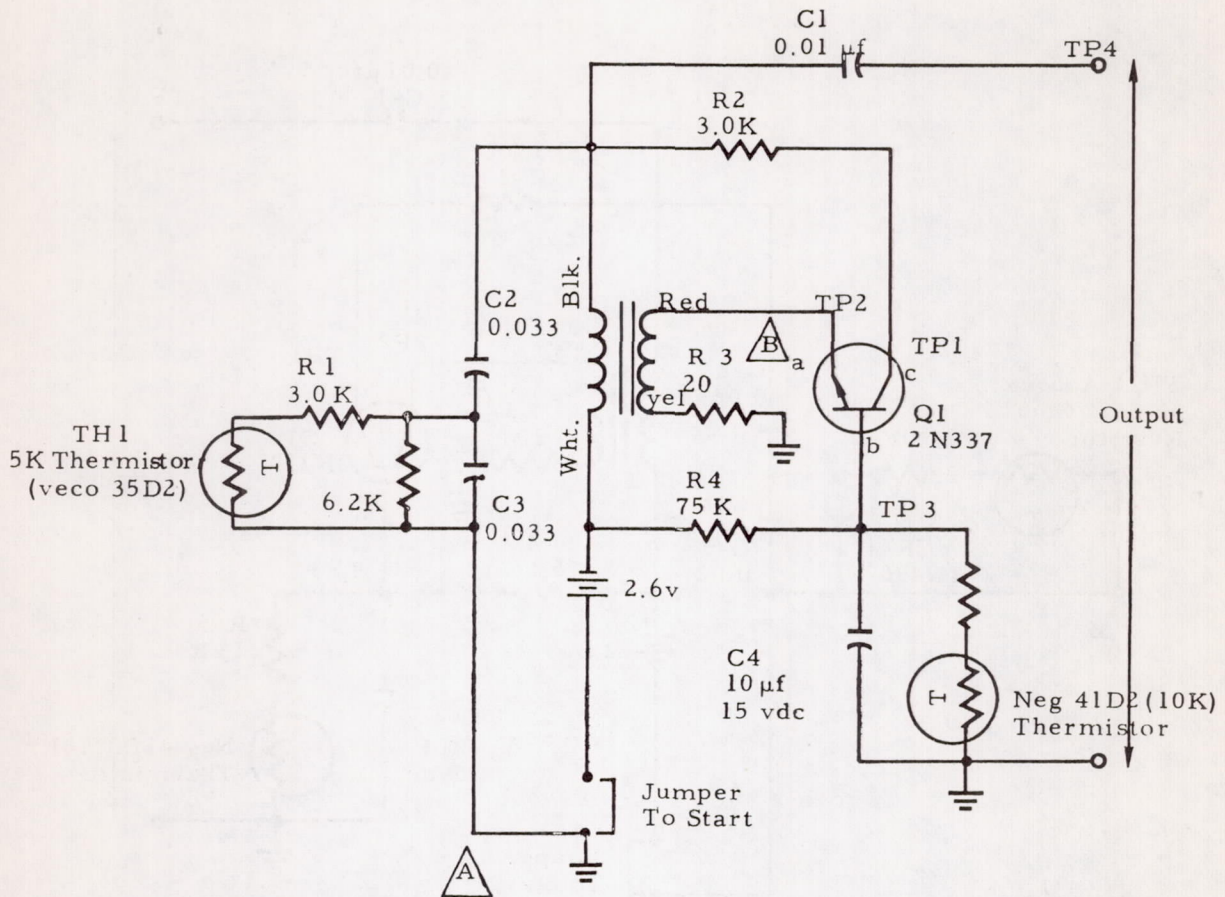 C1
0.01 µf
TP4
R2
3.0K
Blk.
C2
0.033
Red
TP2
B
a
R 3
20
yel
TP1
c
Q1
2 N337
b
Output
R 1
3.0 K
TH1
5K Thermistor
(veco 35D2)
T
6.2K
C3
0.033
Wht.
R4
75 K
TP 3
2.6v
C4
10 µf
15 vdc
T
Neg 41D2 (10K)
Thermistor
Jumper
To Start
A